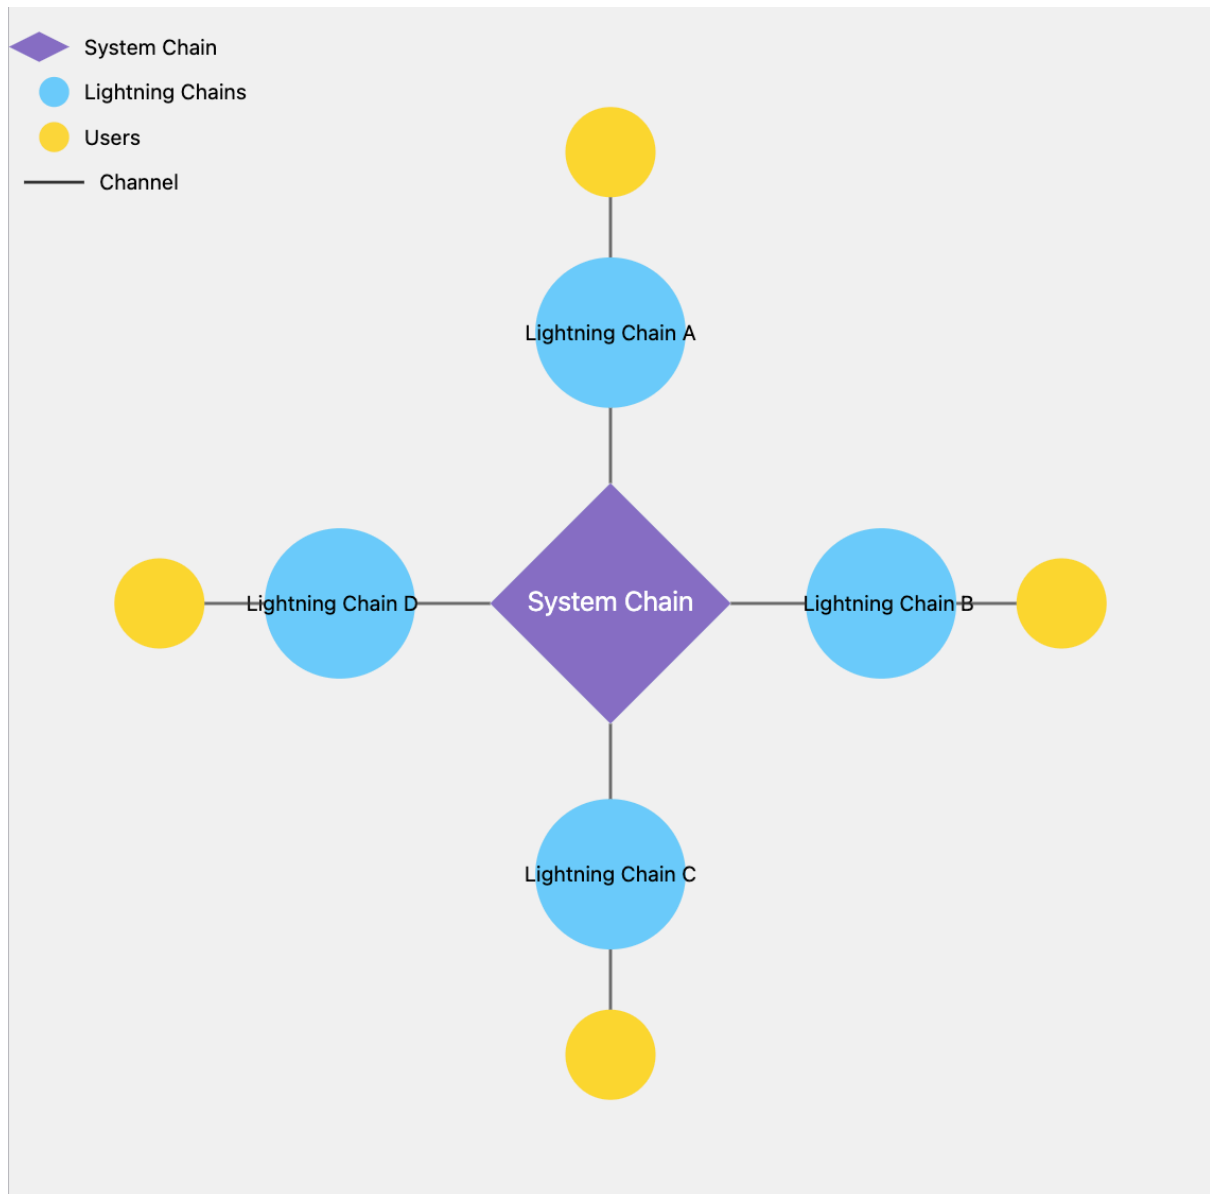 System Chain
Lightning Chains
Users
Channel
Lightning Chain A
Lightning Chain D
System Chain
Lightning Chain B
Lightning Chain C